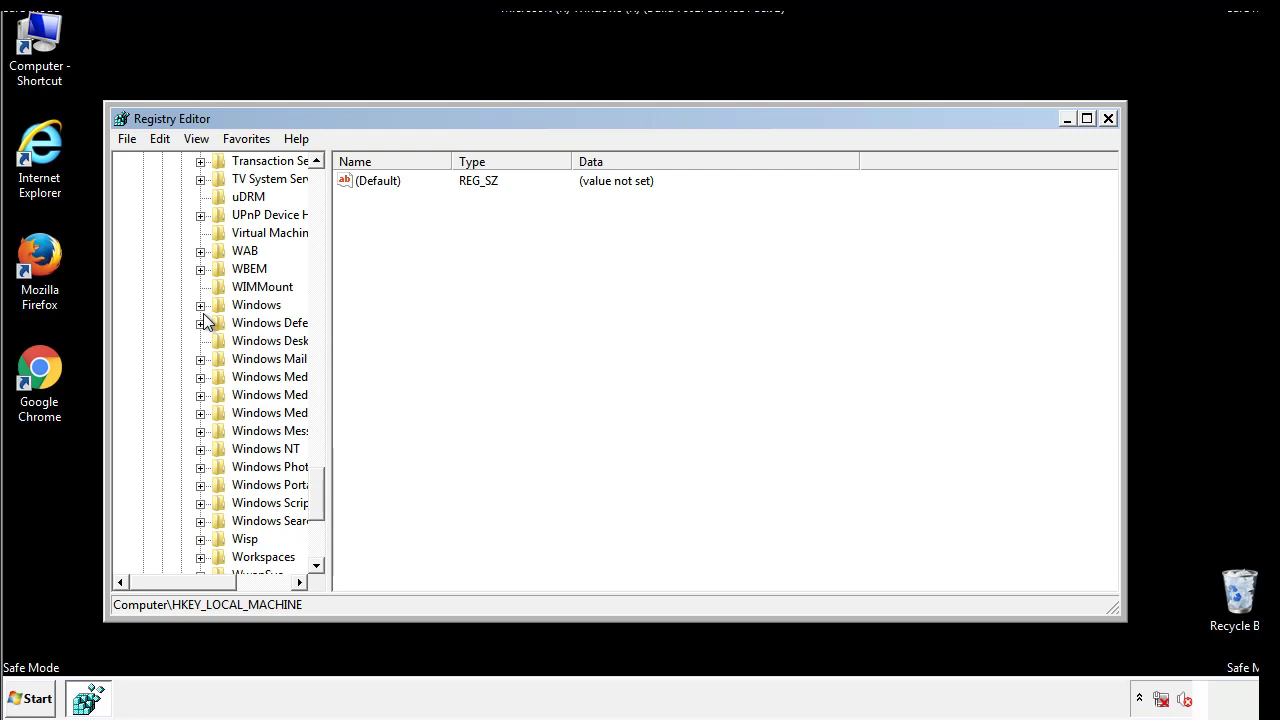 Computer -
Shortcut
Internet
Explorer
Mozilla
Firefox
Google
Chrome
Registry Editor
File Edit View Favorites Help
Transaction Se
TV System Serv
uDRM
UPnP Device H
Virtual Machin
WAB
WBEM
WIMMount
Windows
Windows Defe
Windows Desk
Windows Mail
Windows Med
Windows Med
Windows Med
Windows Mess
Windows NT
Windows Phot
Windows Porta
Windows Scrip
Windows Sear
Wisp
Workspaces
Name Type Data
ab (Default) REG_SZ (value not set)
Computer\HKEY_LOCAL_MACHINE
Recycle B
Safe Mode
Safe M
Start